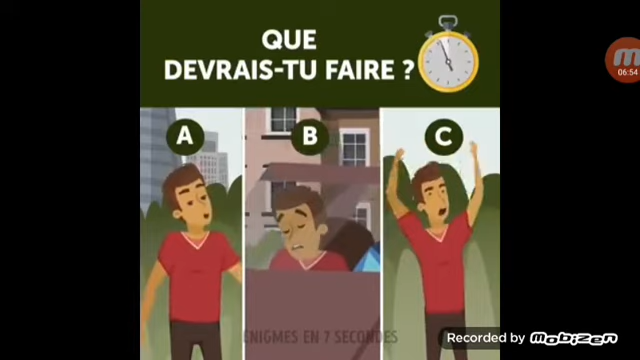 QUE
DEVRAIS-TU FAIRE ?
A
B
C
ENIGMES EN 7 SECONDES
06:54
Recorded by mobizen